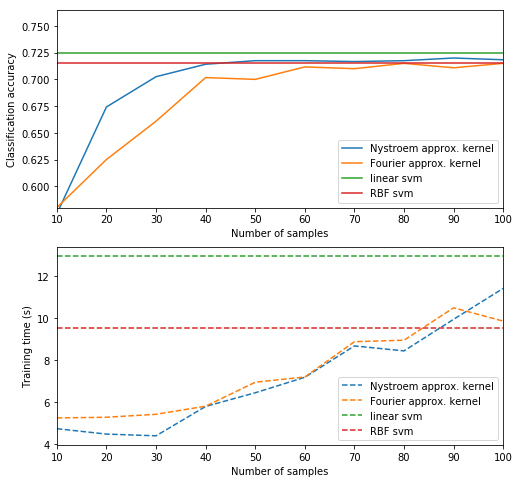 0.750
0.725
0.700
0.675
0.650
0.625
0.600
Classification accuracy
Nystroem approx. kernel
Fourier approx. kernel
linear svm
RBF svm
10 20 30 40 50 60 70 80 90 100
Number of samples
12
10
8
6
4
Training time (s)
Nystroem approx. kernel
Fourier approx. kernel
linear svm
RBF svm
10 20 30 40 50 60 70 80 90 100
Number of samples